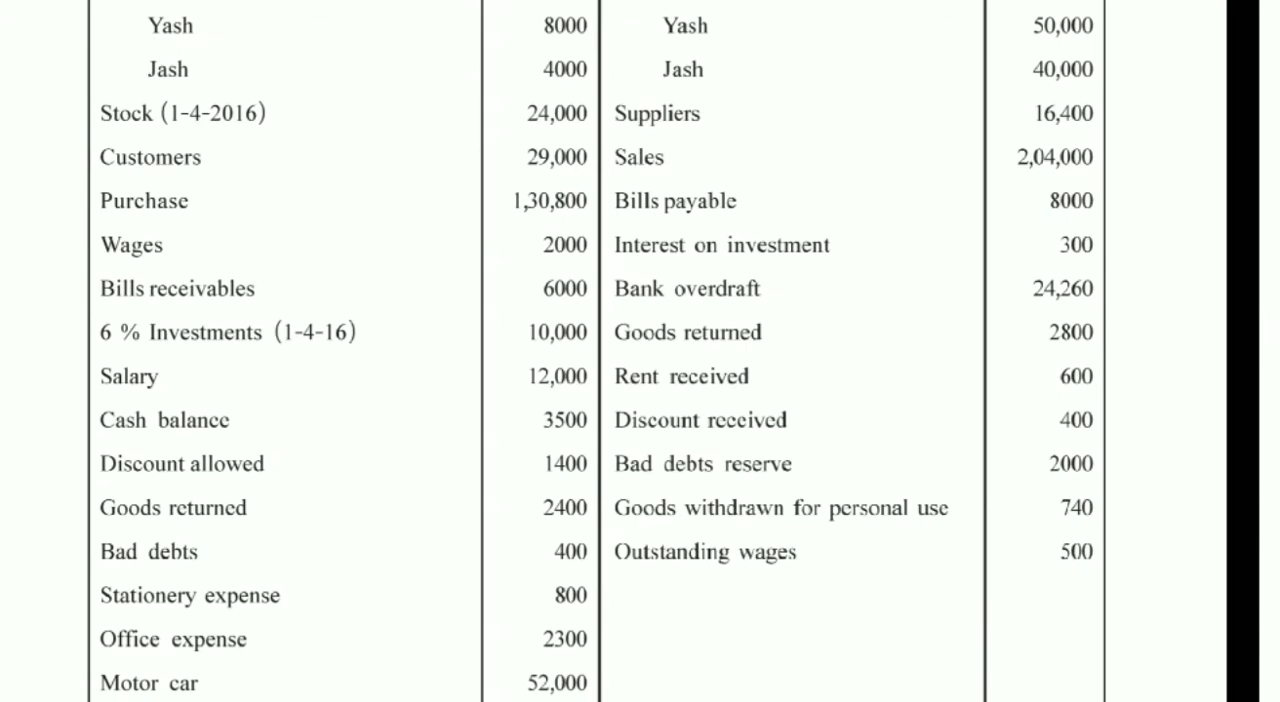 Yash 8000 Yash 50,000
Jash 4000 Jash 40,000
Stock (1-4-2016) 24,000 Suppliers 16,400
Customers 29,000 Sales 2,04,000
Purchase 1,30,800 Bills payable 8000
Wages 2000 Interest on investment 300
Bills receivables 6000 Bank overdraft 24,260
6 % Investments (1-4-16) 10,000 Goods returned 2800
Salary 12,000 Rent received 600
Cash balance 3500 Discount received 400
Discount allowed 1400 Bad debts reserve 2000
Goods returned 2400 Goods withdrawn for personal use 740
Bad debts 400 Outstanding wages 500
Stationery expense 800
Office expense 2300
Motor car 52,000